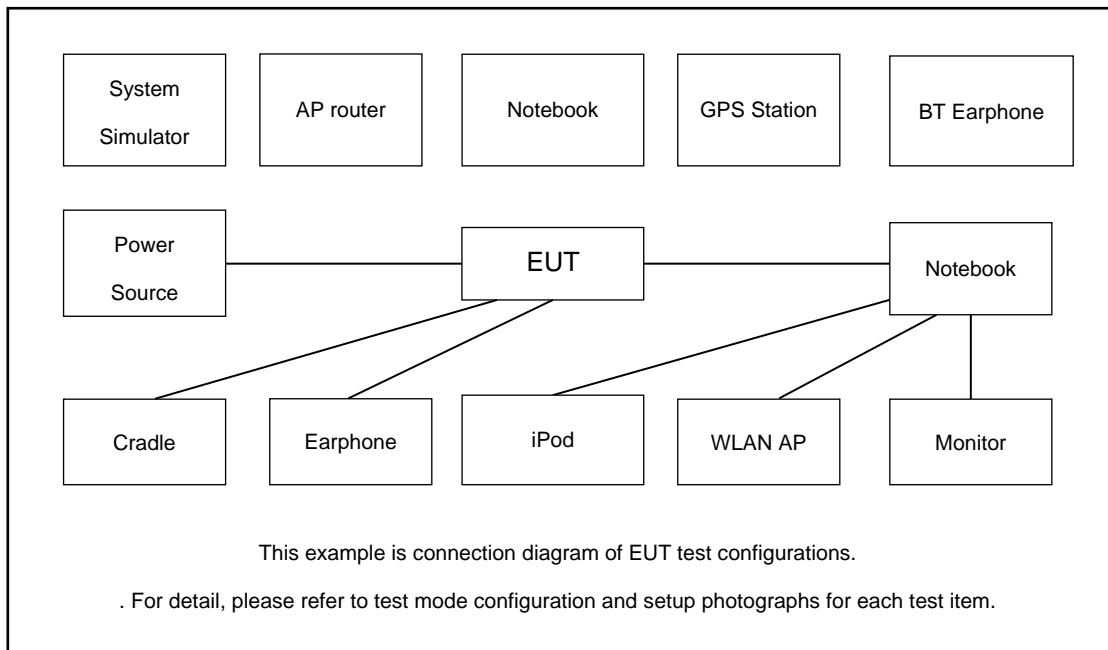 System
Simulator
AP router
Notebook
GPS Station
BT Earphone
Power
Source
EUT
Notebook
Cradle
Earphone
iPod
WLAN AP
Monitor
This example is connection diagram of EUT test configurations.
. For detail, please refer to test mode configuration and setup photographs for each test item.